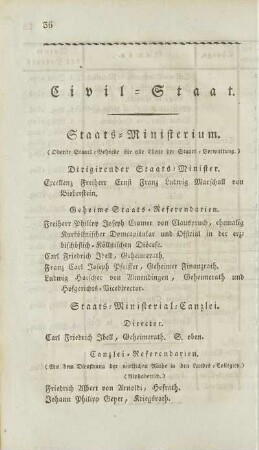 36
Civil-Staat.
Staats-Ministerium.
(Oberste Central-Behörde für alle Theile der Staats-Verwaltung.)
Dirigirender Staats-Minister.
Excellenz Freiherr Ernst Franz Ludwig Marschall von
Bieberstein.
Geheime Staats-Referendarien.
Freiherr Philipp Joseph Cramer von Clauspruch, ehemalig
Kurköllnischer Domcapitular und Official in der erz-
bischöflich-Köllnischen Diöcese.
Carl Friedrich Ibell, Geheimerath.
Franz Carl Joseph Pfeiffer, Geheimer Finanzrath.
Ludwig Harscher von Almendingen, Geheimerath und
Hofgerichts-Vicedirector.
Staats-Ministerial-Canzlei.
Director.
Carl Friedrich Ibell, Geheimerath, S. oben.
Canzlei-Referendarien.
(Mit dem Dienstrang der wirklichen Räthe in den Landes-Collegien.)
(Alphabetisch.)
Friedrich Albert von Arnoldi, Hofrath.
Johann Philipp Geyer, Kriegsrath.